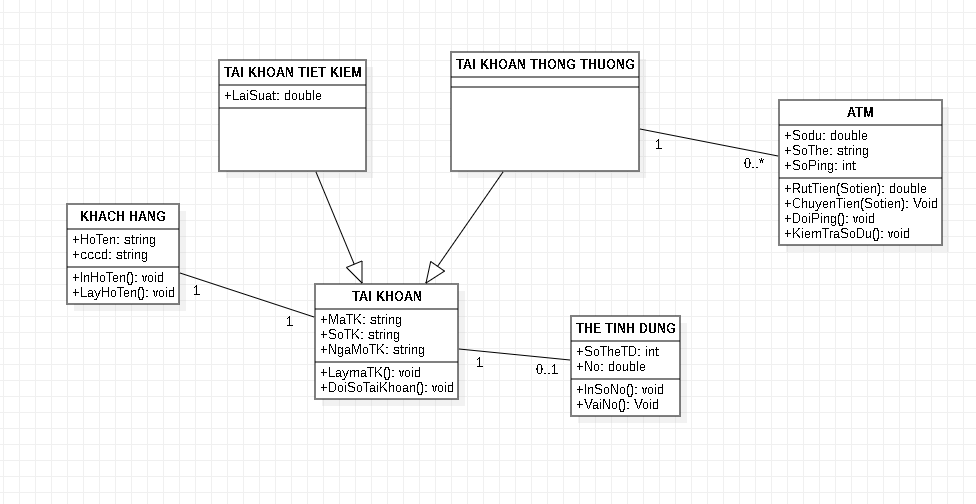 TAI KHOAN TIET KIEM
+LaiSuat: double
TAI KHOAN THONG THUONG
1
0..*
ATM
+Sodu: double
+SoThe: string
+SoPing: int
+RutTien(Sotien): double
+ChuyenTien(Sotien): Void
+DoiPing(): void
+KiemTraSoDu(): void
KHACH HANG
+HoTen: string
+cccd: string
+InHoTen(): void
+LayHoTen(): void
1
1
TAI KHOAN
+MaTK: string
+SoTK: string
+NgaMoTK: string
+LaymaTK(): void
+DoiSoTaiKhoan(): void
1
0..1
THE TINH DUNG
+SoTheTD: int
+No: double
+InSoNo(): void
+VaiNo(): Void